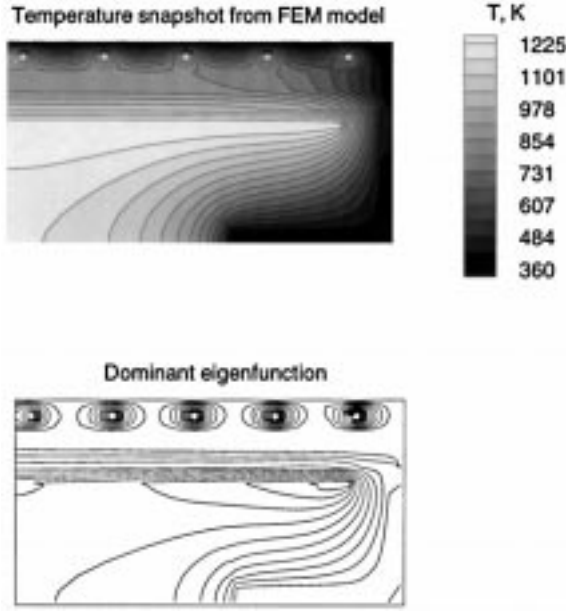 Temperature snapshot from FEM model
T, K
1225
1101
978
854
731
607
484
360
Dominant eigenfunction